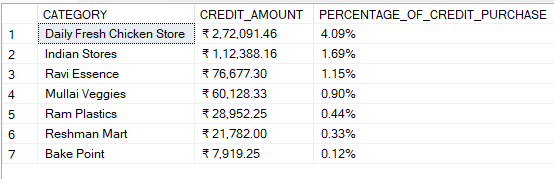 CATEGORY CREDIT_AMOUNT PERCENTAGE_OF_CREDIT_PURCHASE
1 Daily Fresh Chicken Store ₹ 2,72,091.46 4.09%
2 Indian Stores ₹ 1,12,388.16 1.69%
3 Ravi Essence ₹ 76,677.30 1.15%
4 Mullai Veggies ₹ 60,128.33 0.90%
5 Ram Plastics ₹ 28,952.25 0.44%
6 Reshman Mart ₹ 21,782.00 0.33%
7 Bake Point ₹ 7,919.25 0.12%